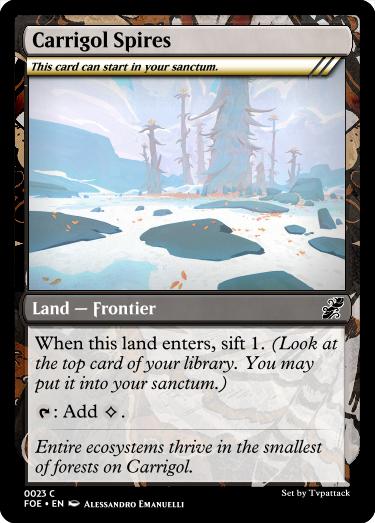 Carrigol Spires
This card can start in your sanctum.
Land — Frontier
When this land enters, sift 1. (Look at
the top card of your library. You may
put it into your sanctum.)
: Add .
Entire ecosystems thrive in the smallest
of forests on Carrigol.
0023 C
FOE • EN Alessandro Emanuelli
Set by Tvpattack